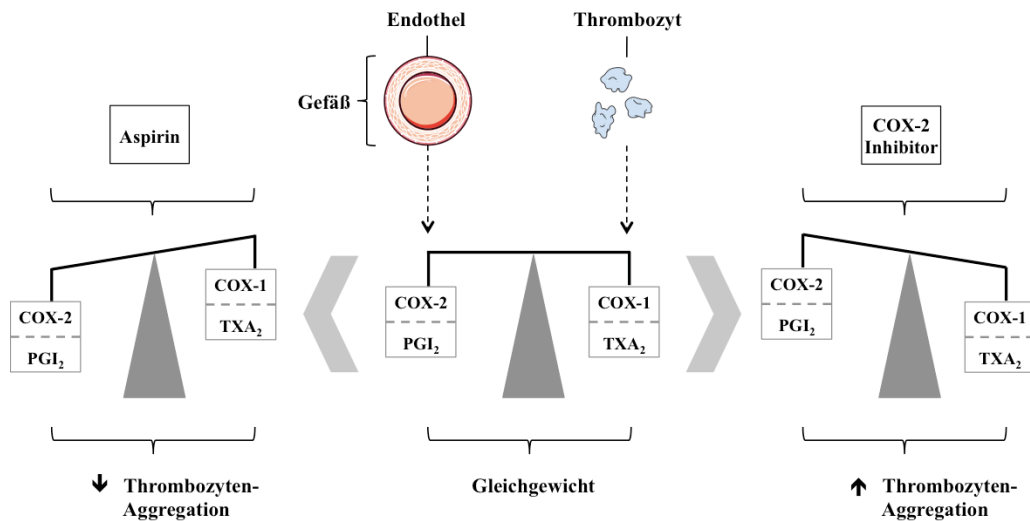 Endothel
Thrombozyt
Gefäß
Aspirin
COX-2
Inhibitor
COX-2
PGI₂
COX-1
TXA₂
COX-2
PGI₂
COX-1
TXA₂
COX-2
PGI₂
COX-1
TXA₂
↓ Thrombozyten-
Aggregation
Gleichgewicht
↑ Thrombozyten-
Aggregation